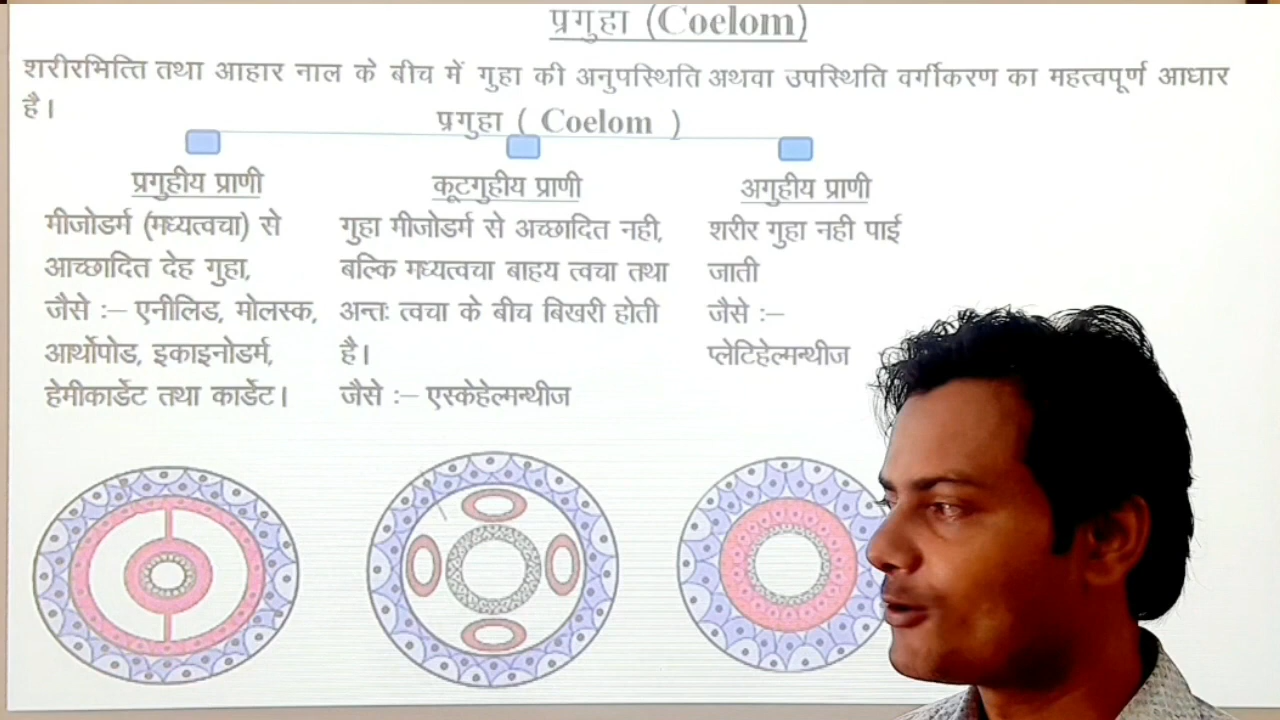 प्रगुहा (Coelom)
शरीरभित्ति तथा आहार नाल के बीच में गुहा की अनुपस्थिति अथवा उपस्थिति वर्गीकरण का महत्वपूर्ण आधार
है।
प्रगुहा ( Coelom )
प्रगुहीय प्राणी
मीजोडर्म (मध्यत्वचा) से
आच्छादित देह गुहा,
जैसे :– एनीलिड, मोलस्क,
आर्थोपोड, इकाइनोडर्म,
हेमीकार्डेट तथा कार्डेट।
कूटगुहीय प्राणी
गुहा मीजोडर्म से अच्छादित नही,
बल्कि मध्यत्वचा बाहय त्वचा तथा
अन्तः त्वचा के बीच बिखरी होती
है।
जैसे :– एस्केहेल्मन्थीज
अगुहीय प्राणी
शरीर गुहा नही पाई
जाती
जैसे :–
प्लेटिहेल्मन्थीज